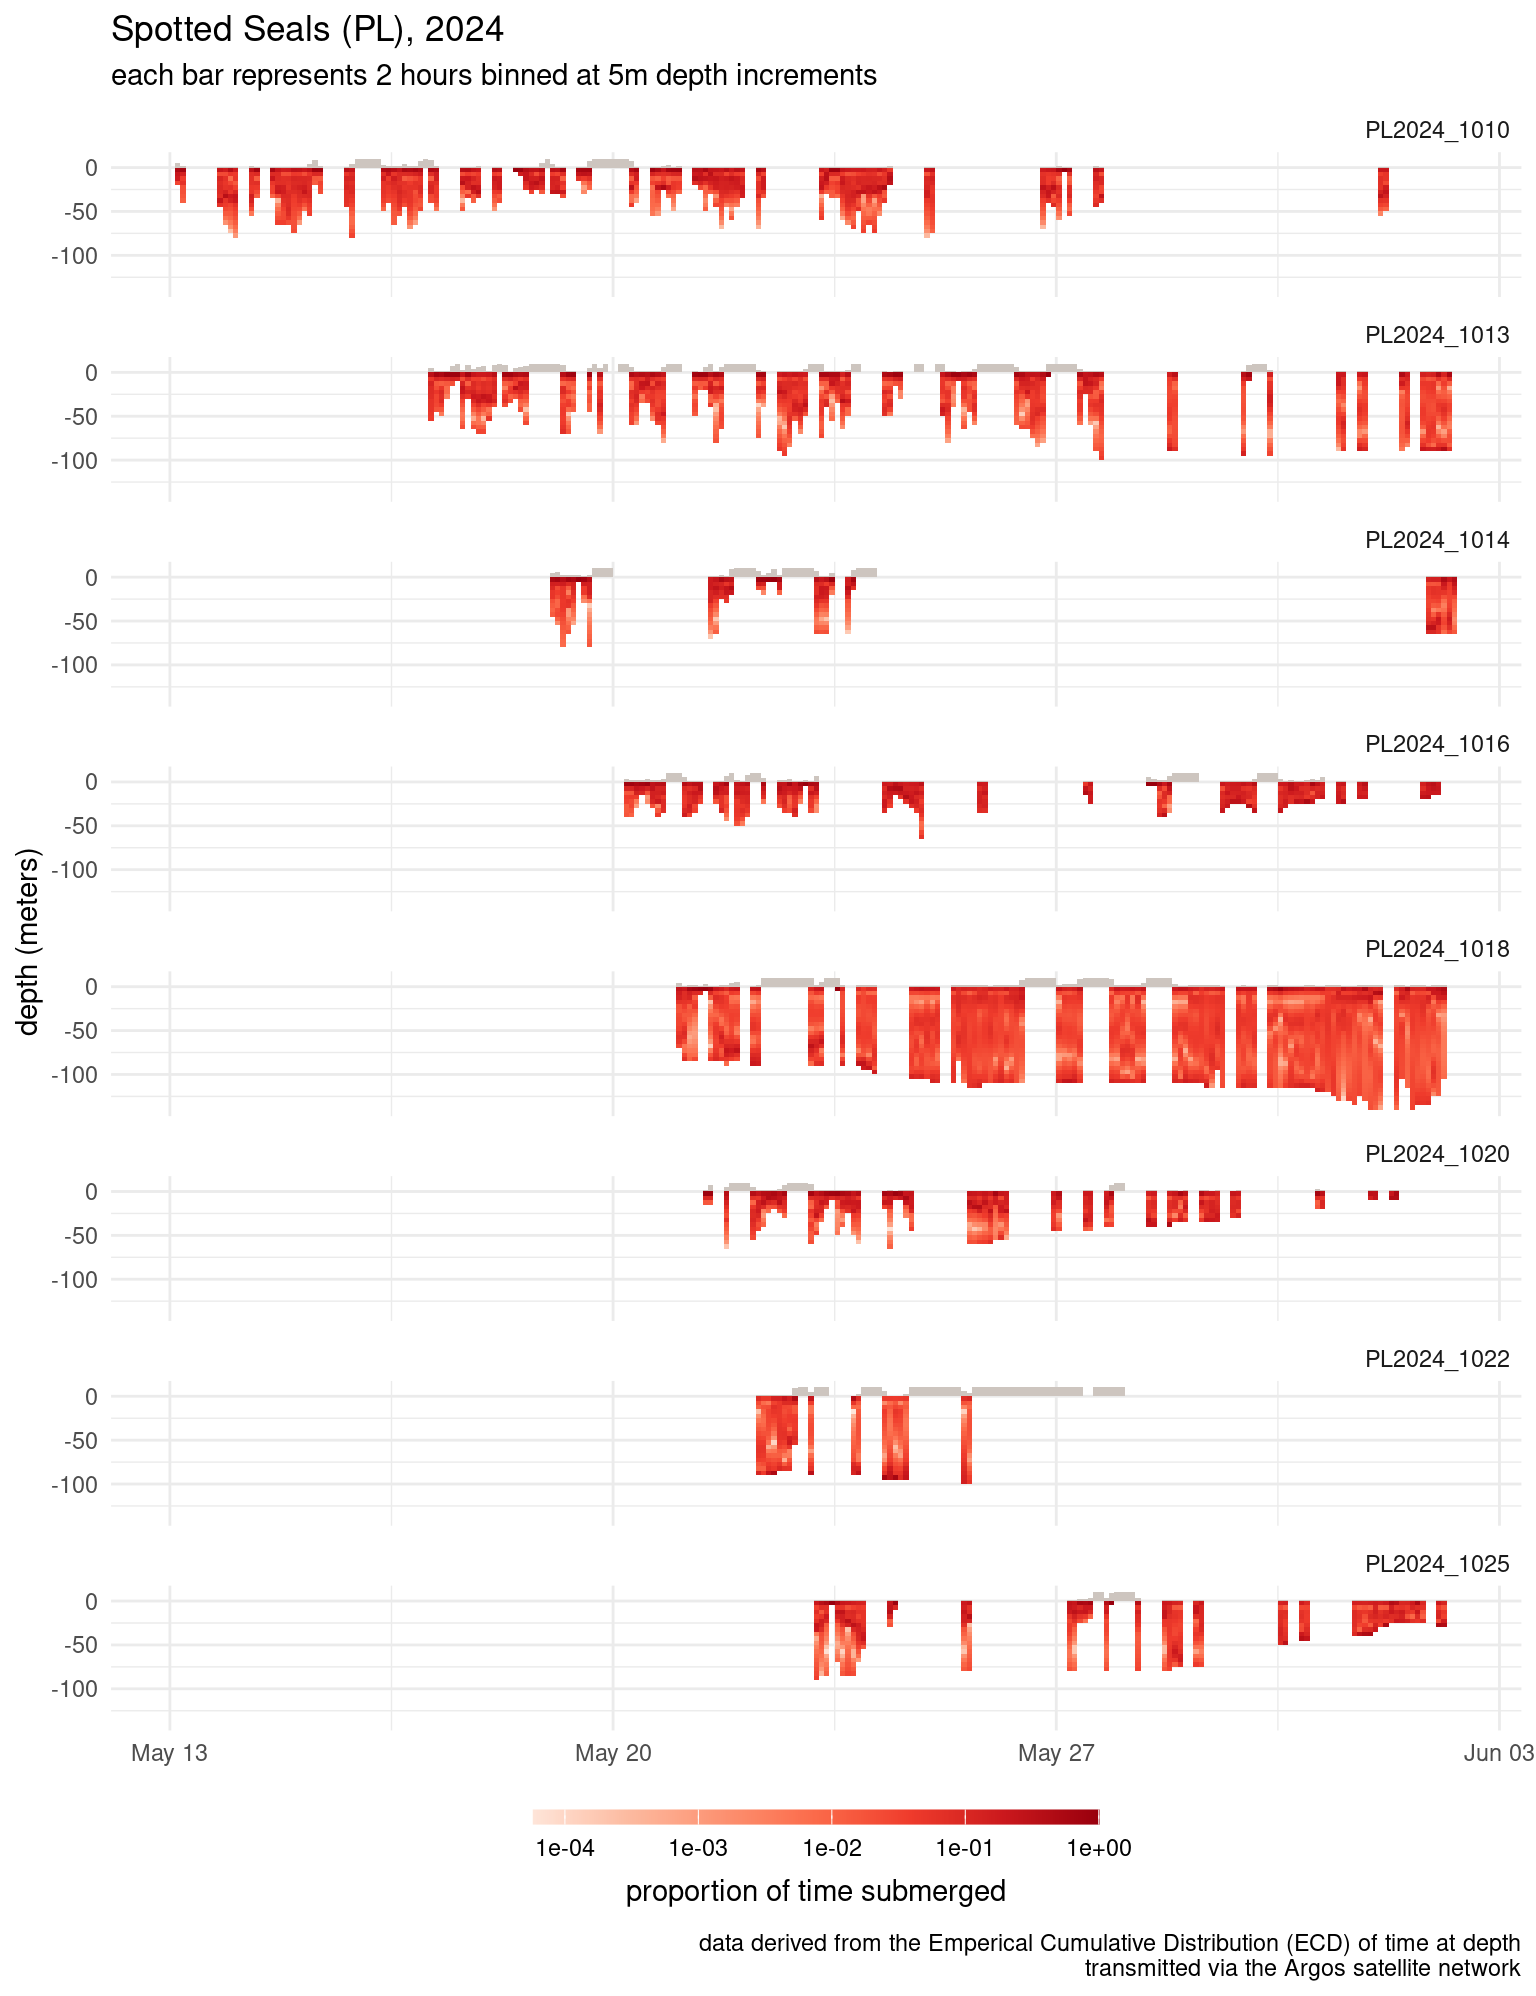 Spotted Seals (PL), 2024
each bar represents 2 hours binned at 5m depth increments
PL2024_1010
0
-50
-100
PL2024_1013
0
-50
-100
PL2024_1014
0
-50
-100
PL2024_1016
0
-50
-100
depth (meters)
PL2024_1018
0
-50
-100
PL2024_1020
0
-50
-100
PL2024_1022
0
-50
-100
PL2024_1025
0
-50
-100
May 13 May 20 May 27 Jun 03
1e-04 1e-03 1e-02 1e-01 1e+00
proportion of time submerged
data derived from the Emperical Cumulative Distribution (ECD) of time at depth
transmitted via the Argos satellite network